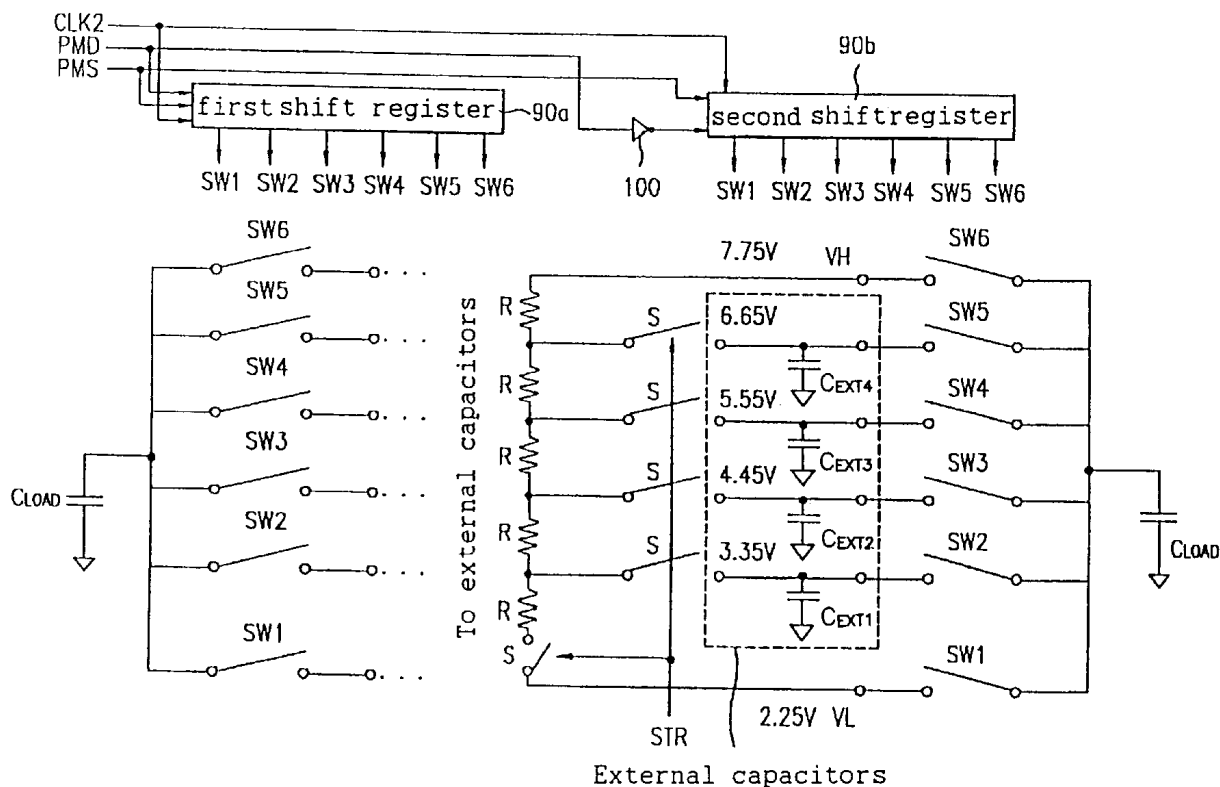 CLK2
PMD
PMS
90b
first shift register
90a
second shift register
100
SW1 SW2 SW3 SW4 SW5 SW6
SW1 SW2 SW3 SW4 SW5 SW6
SW6
SW5
SW4
SW3
SW2
SW1
CLOAD
To external capacitors
R
R
R
R
R
S
S
S
S
S
STR
7.75V VH
6.65V
5.55V
4.45V
3.35V
2.25V VL
CEXT4
CEXT3
CEXT2
CEXT1
SW6
SW5
SW4
SW3
SW2
SW1
CLOAD
External capacitors